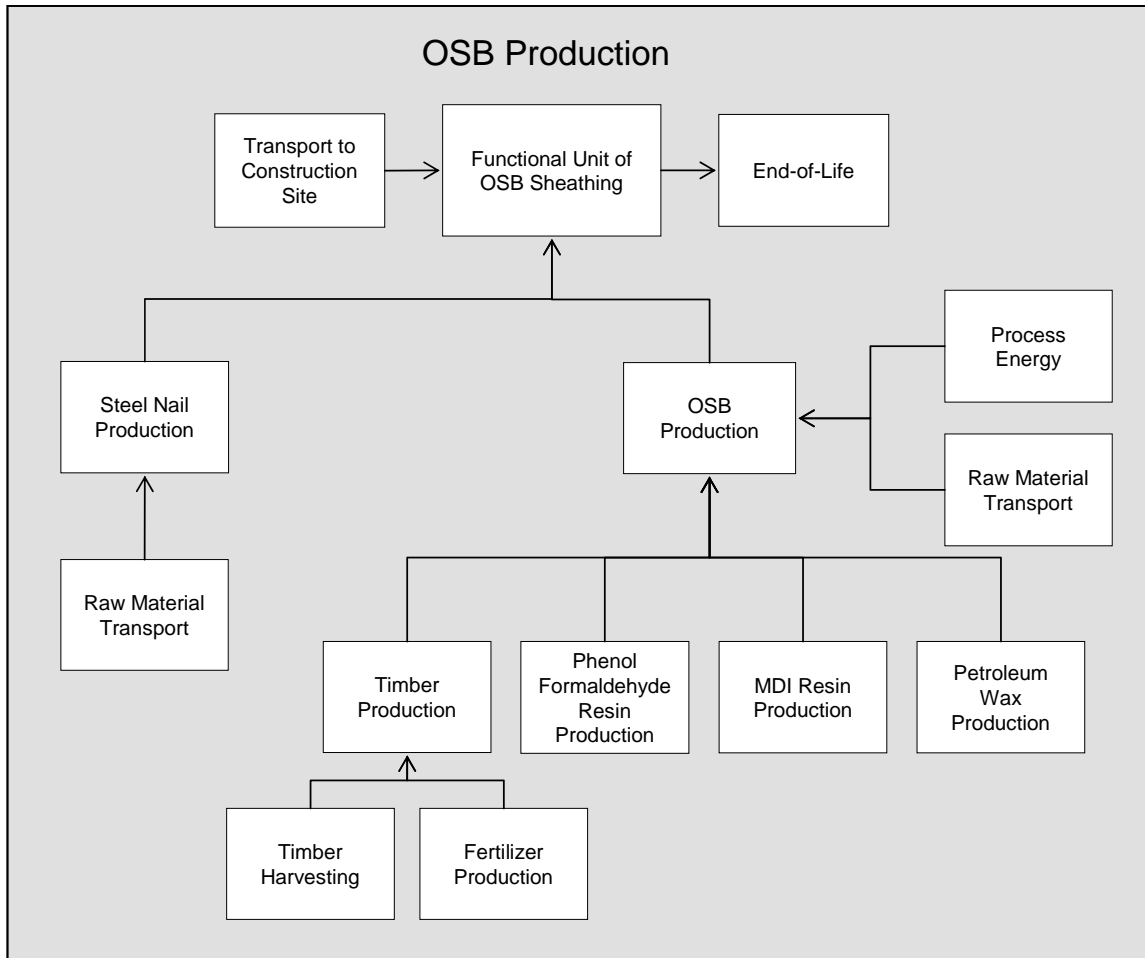 OSB Production
Transport to
Construction
Site
Functional Unit of
OSB Sheathing
End-of-Life
Process
Energy
Steel Nail
Production
OSB
Production
Raw Material
Transport
Raw Material
Transport
Timber
Production
Phenol
Formaldehyde
Resin
Production
MDI Resin
Production
Petroleum
Wax
Production
Timber
Harvesting
Fertilizer
Production